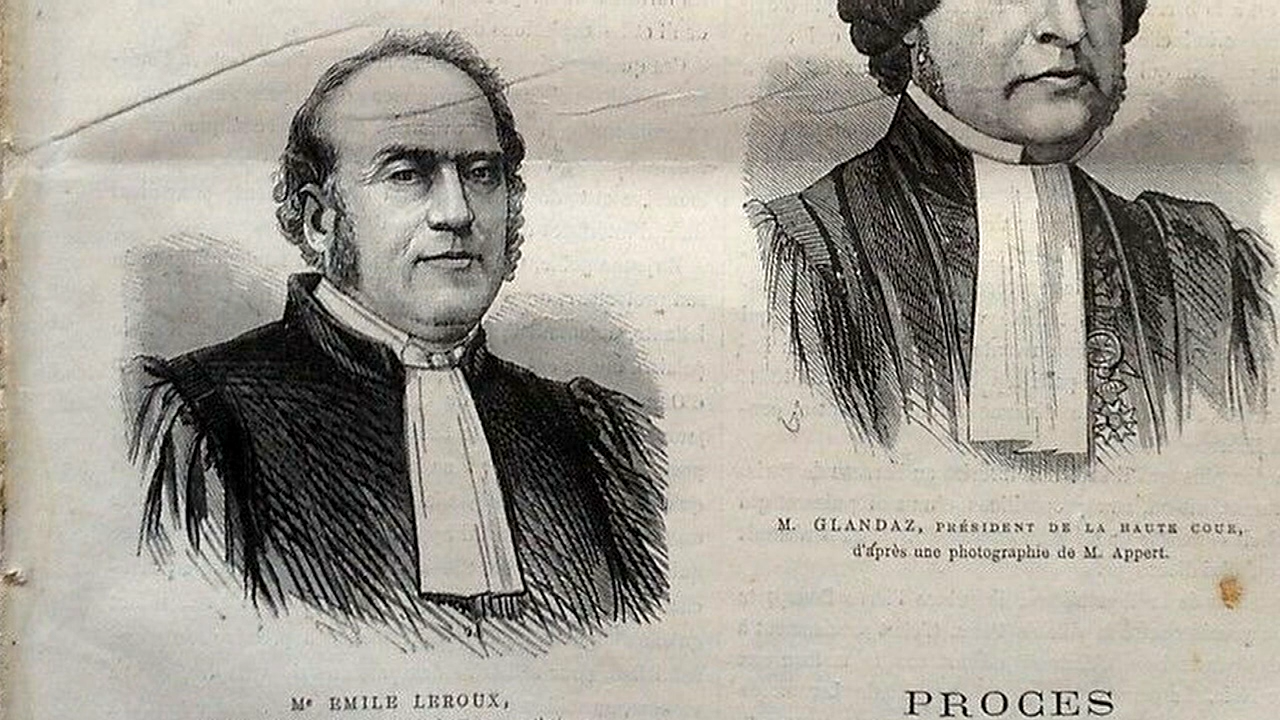 M. GLANDAZ, PRÉSIDENT DE LA HAUTE COUR,
d'après une photographie de M. Appert.
Me EMILE LEROUX,
PROCES